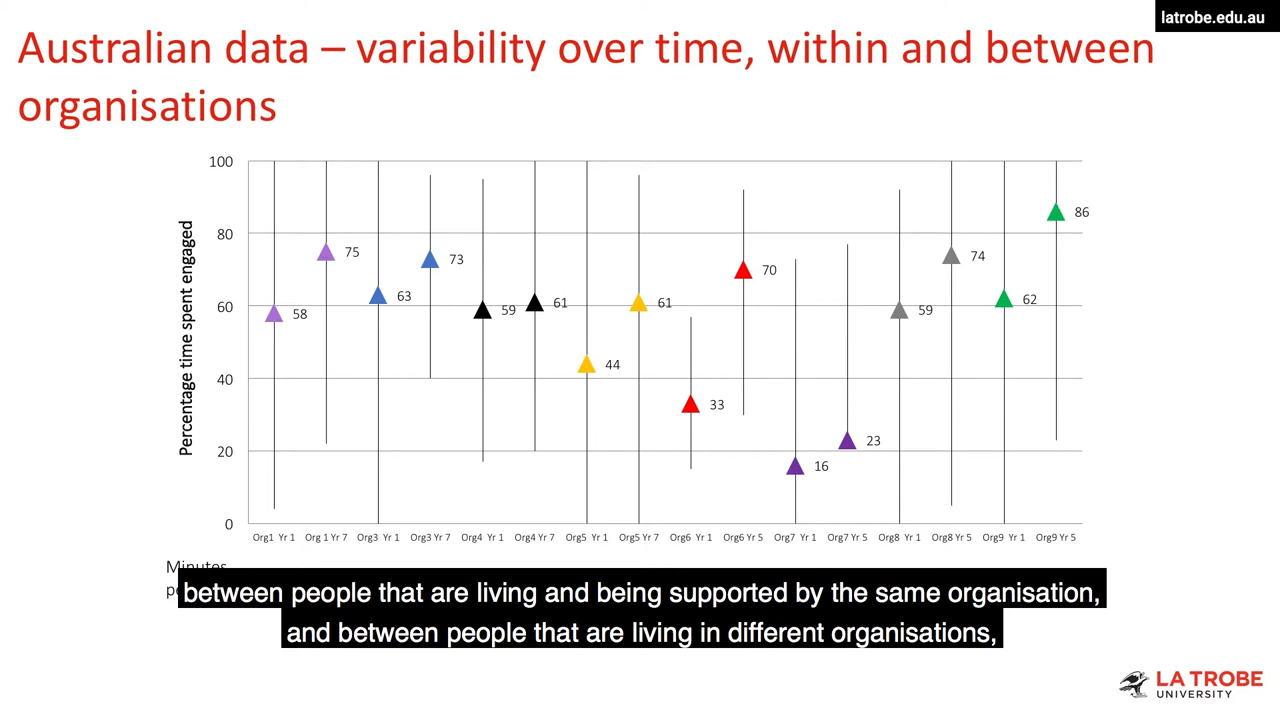 latrobe.edu.au
Australian data – variability over time, within and between
organisations
Percentage time spent engaged
100
80
60
40
20
0
58
75
63
73
59
61
44
61
33
70
16
23
59
74
62
86
Org1 Yr 1
Org 1 Yr 7
Org3 Yr 1
Org3 Yr 7
Org4 Yr 1
Org4 Yr 7
Org5 Yr 1
Org5 Yr 7
Org6 Yr 1
Org6 Yr 5
Org7 Yr 1
Org7 Yr 5
Org8 Yr 1
Org8 Yr 5
Org9 Yr 1
Org9 Yr 5
Minutes
between people that are living and being supported by the same organisation,
and between people that are living in different organisations,
LA TROBE
UNIVERSITY